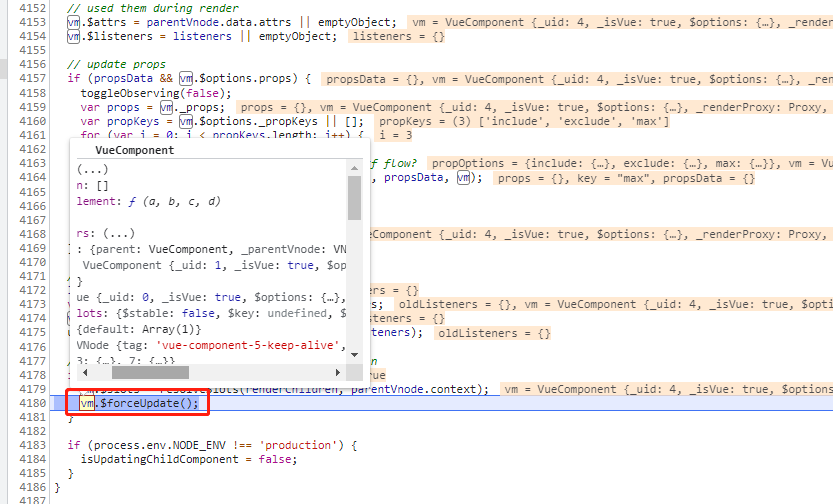 4152 // used them during render
4153 vm.$attrs = parentVnode.data.attrs || emptyObject; vm = VueComponent {_uid: 4, _isVue: true, $options: {…}, _render
4154 vm.$listeners = listeners || emptyObject; listeners = {}
4155
4156 // update props
4157 if (propsData && vm.$options.props) { propsData = {}, vm = VueComponent {_uid: 4, _isVue: true, $options: {…}, _ren
4158 toggleObserving(false);
4159 var props = vm._props; props = {}, vm = VueComponent {_uid: 4, _isVue: true, $options: {…}, _renderProxy: Proxy,
4160 var propKeys = vm.$options._propKeys || []; propKeys = (3) ['include', 'exclude', 'max']
4161 for (var i = 0; i < propKeys.length; i++) { i = 3
VueComponent
4163 f flow? propOptions = {include: {…}, exclude: {…}, max: {…}}, vm = Vu
(...)
4164 , propsData, vm); props = {}, key = "max", propsData = {}
n: []
4165
lement: ƒ (a, b, c, d)
4166
4167
4168 = VueComponent {_uid: 4, _isVue: true, $options: {…}, _renderProxy: Proxy,
rs: (...)
4169
: {parent: VueComponent, _parentVnode: VN
4170
VueComponent {_uid: 1, _isVue: true, $op
4171
}
4172 = {}
ue {_uid: 0, _isVue: true, $options: {…},
4173 s; oldListeners = {}, vm = VueComponent {_uid: 4, _isVue: true, $optio
lots: {$stable: false, $key: undefined, $
4174 = {}
{default: Array(1)}
4175 teners); oldListeners = {}
VNode {tag: 'vue-component-5-keep-alive',
4176
3: {…}, 7: {…}}
4177 n
4178 rue
4179 vm.$slots = resolveSlots(renderChildren, parentVnode.context); vm = VueComponent {_uid: 4, _isVue: true, $options
4180 vm.$forceUpdate();
4181 }
4182
4183 if (process.env.NODE_ENV !== 'production') {
4184 isUpdatingChildComponent = false;
4185 }
4186 }
4187